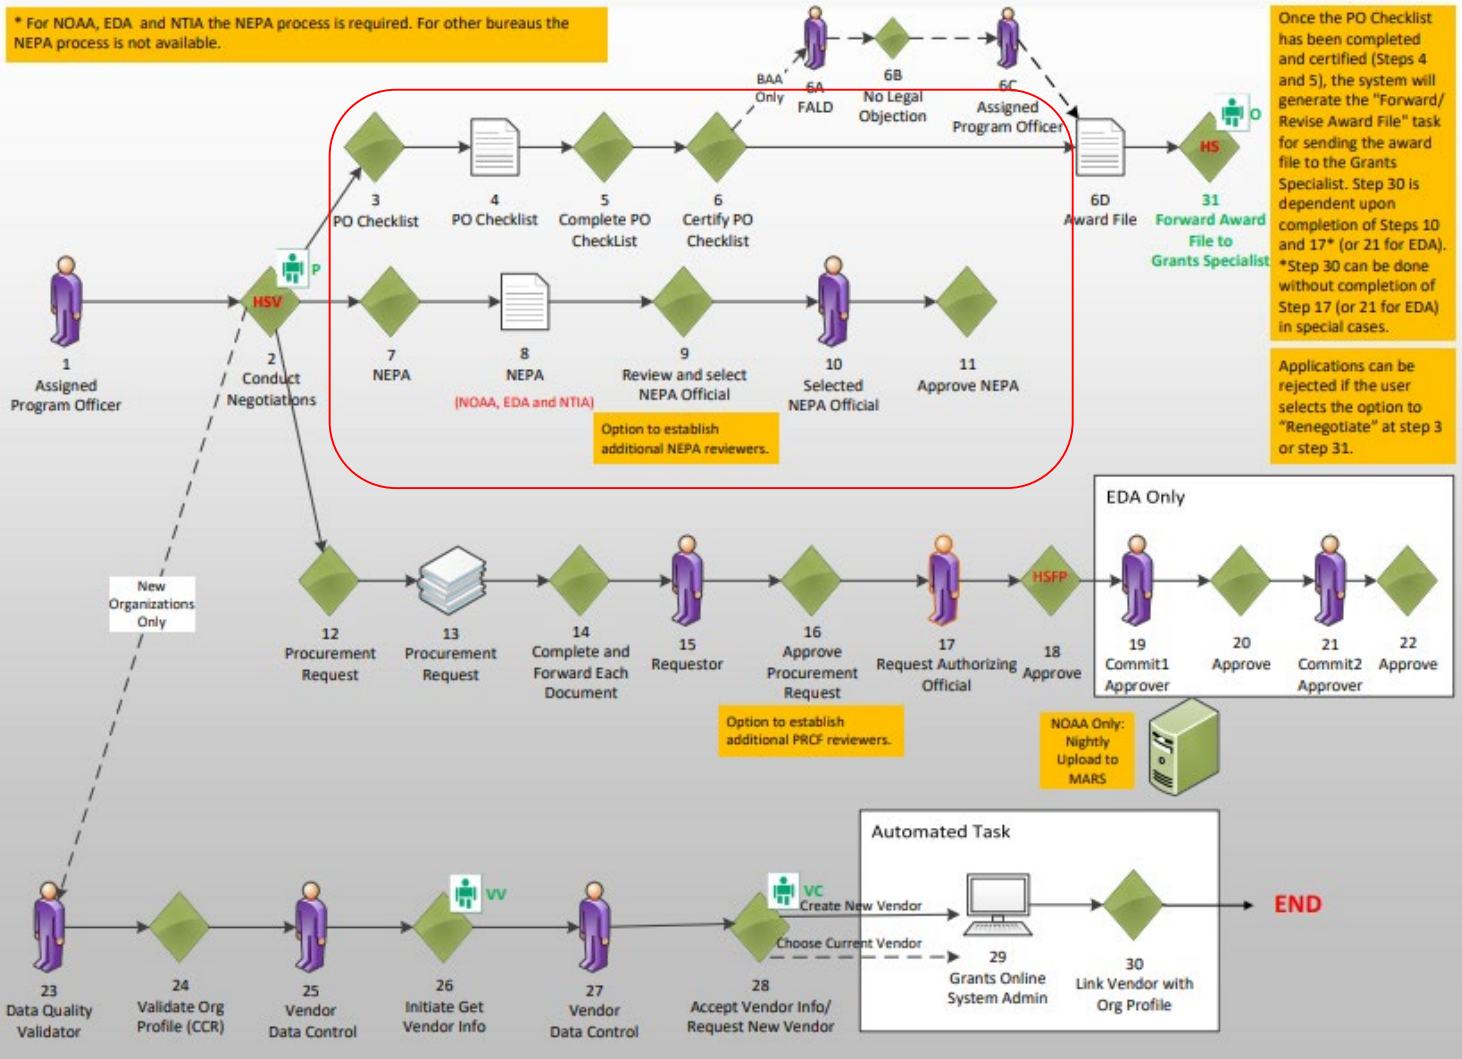 * For NOAA, EDA  and NTIA the NEPA process is required. For other bureaus the
NEPA process is not available.
BAA
Only
6A
FALD
6B
No Legal
Objection
6C
Assigned
Program Officer
Once the PO Checklist
has been completed
and certified (Steps 4
and 5), the system will
generate the "Forward/
Revise Award File" task
for sending the award
file to the Grants
Specialist. Step 30 is
dependent upon
completion of Steps 10
and 17* (or 21 for EDA).
*Step 30 can be done
without completion of
Step 17 (or 21 for EDA)
in special cases.
3
PO Checklist
4
PO Checklist
5
Complete PO
CheckList
6
Certify PO
Checklist
6D
Award File
HS
O
31
Forward Award
File to
Grants Specialist
1
Assigned
Program Officer
HSV
P
2
Conduct
Negotiations
7
NEPA
8
NEPA
(NOAA, EDA and NTIA)
9
Review and select
NEPA Official
Option to establish
additional NEPA reviewers.
10
Selected
NEPA Official
11
Approve NEPA
Applications can be
rejected if the user
selects the option to
“Renegotiate” at step 3
or step 31.
New
Organizations
Only
12
Procurement
Request
13
Procurement
Request
14
Complete and
Forward Each
Document
15
Requestor
16
Approve
Procurement
Request
Option to establish
additional PRCF reviewers.
17
Request Authorizing
Official
HSFP
18
Approve
EDA Only
19
Commit1
Approver
20
Approve
21
Commit2
Approver
22
Approve
NOAA Only:
Nightly
Upload to
MARS
23
Data Quality
Validator
24
Validate Org
Profile (CCR)
25
Vendor
Data Control
VV
26
Initiate Get
Vendor Info
27
Vendor
Data Control
VC
28
Accept Vendor Info/
Request New Vendor
Create New Vendor
Choose Current Vendor
Automated Task
29
Grants Online
System Admin
30
Link Vendor with
Org Profile
END